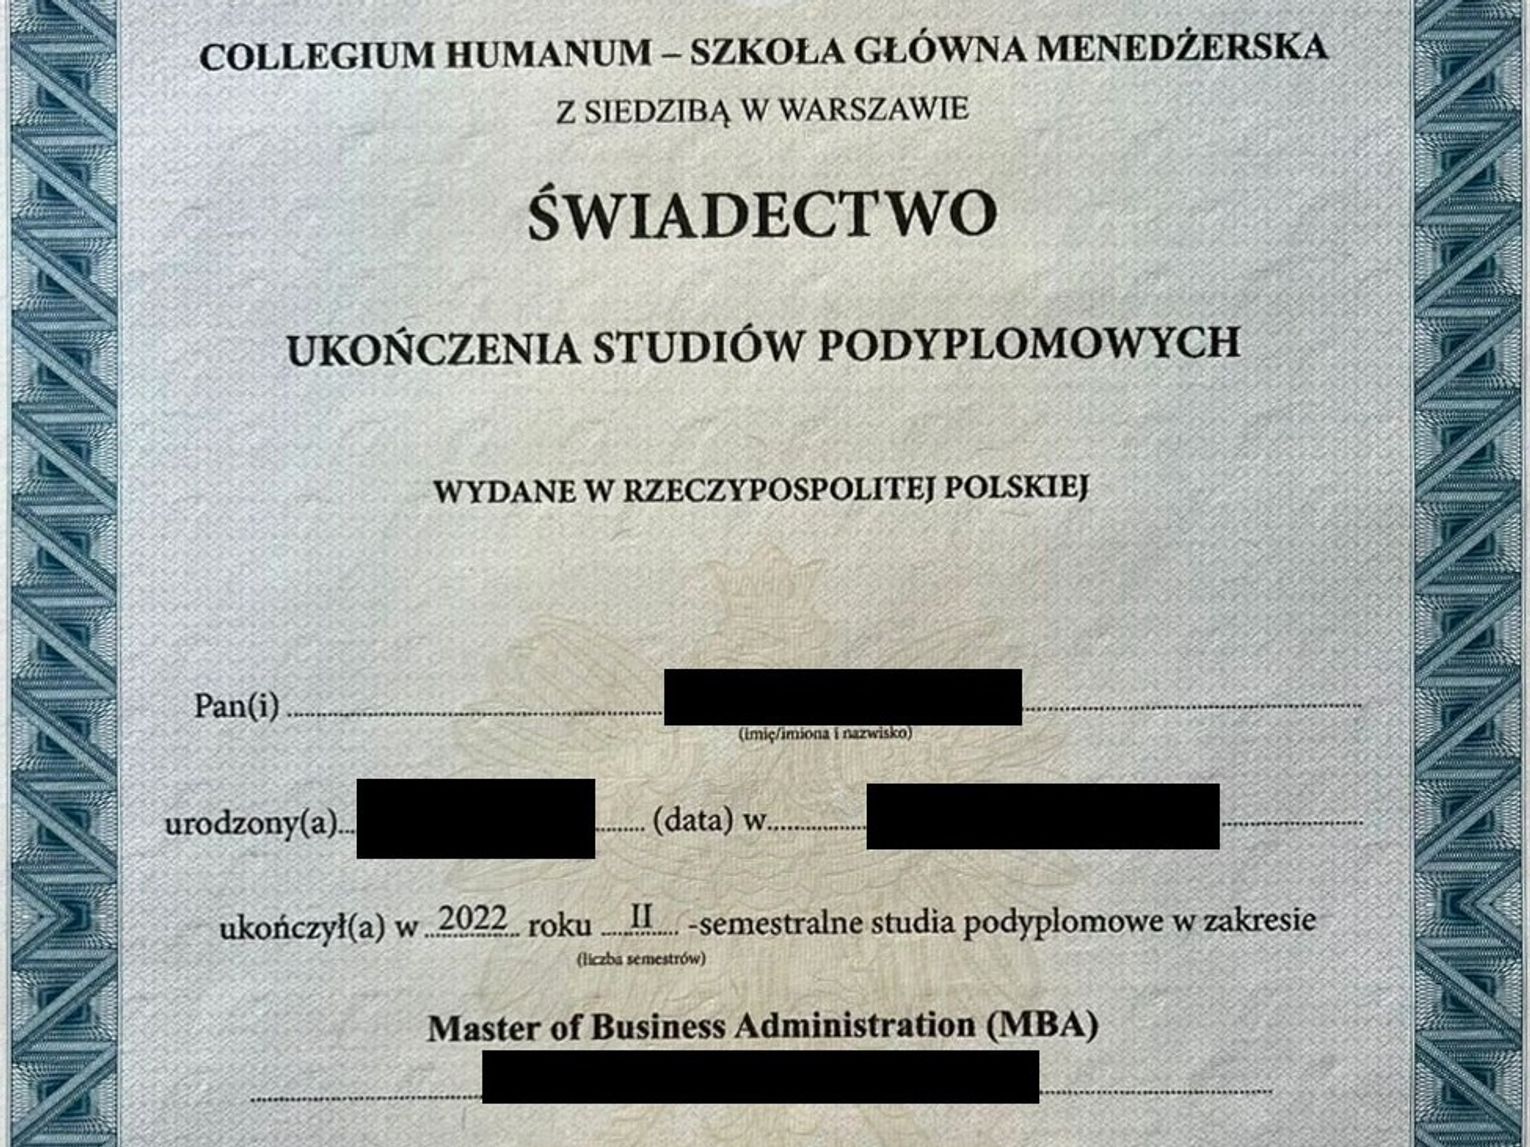 COLLEGIUM HUMANUM – SZKOŁA GŁÓWNA MENEDŻERSKA
Z SIEDZIBĄ W WARSZAWIE
ŚWIADECTWO
UKOŃCZENIA STUDIÓW PODYPLOMOWYCH
WYDANE W RZECZYPOSPOLITEJ POLSKIEJ
Pan(i)
(imię/imiona i nazwisko)
urodzony(a) (data) w
ukończył(a) w 2022 roku II -semestralne studia podyplomowe w zakresie
(liczba semestrów)
Master of Business Administration (MBA)